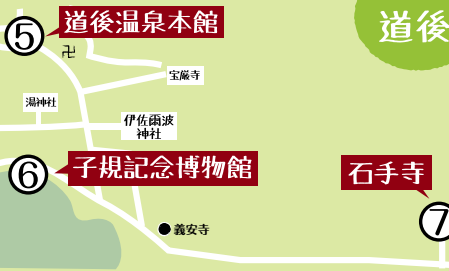 道後
道後温泉本館
⑤
卍
宝厳寺
湯神社
伊佐爾波
神社
⑥
子規記念博物館
石手寺
⑦
義安寺